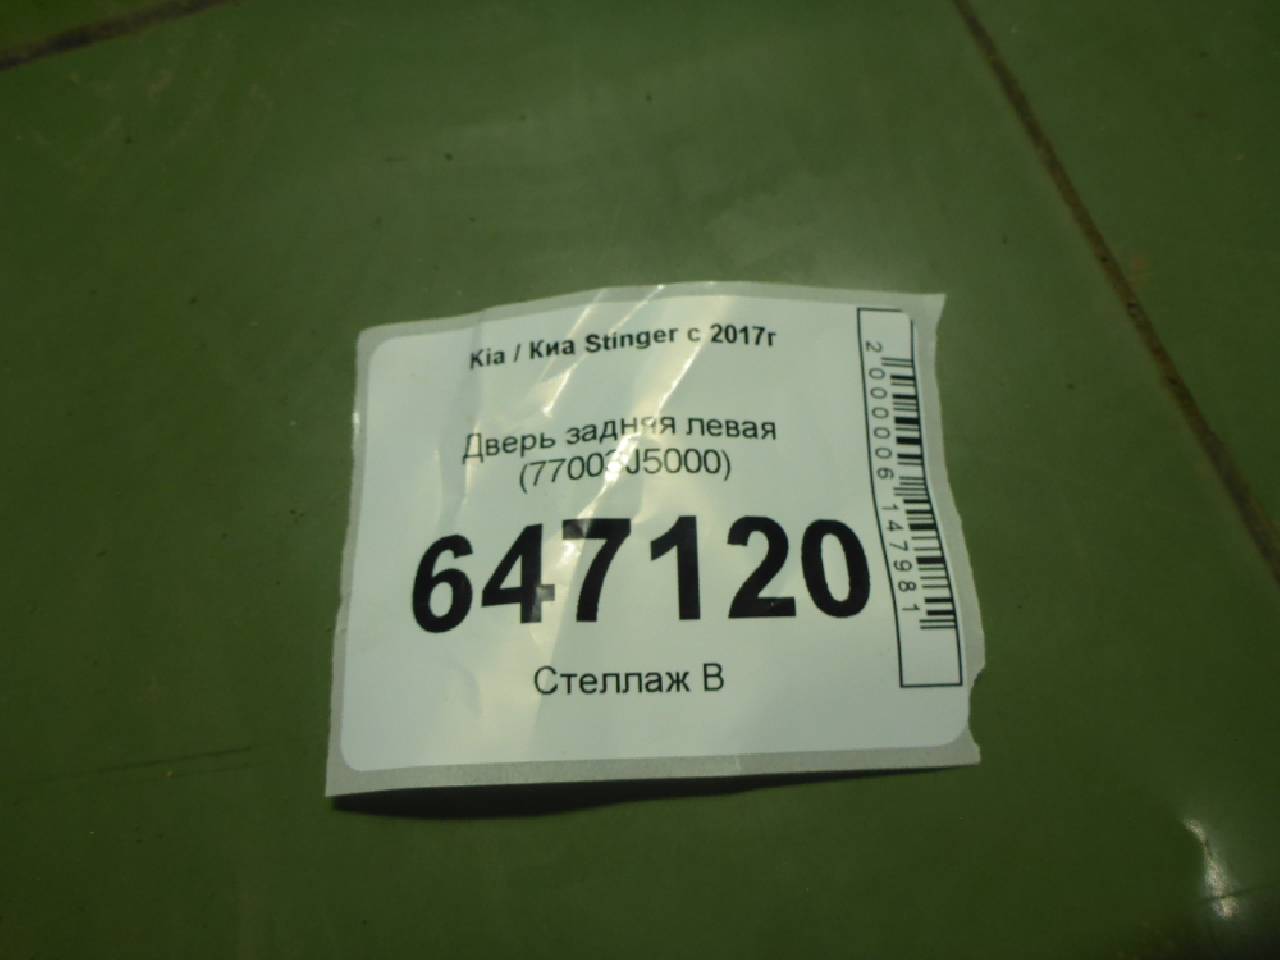 Kia / Киа Stinger с 2017г
Дверь задняя левая
(77003J5000)
647120
Стеллаж В
2000006147981